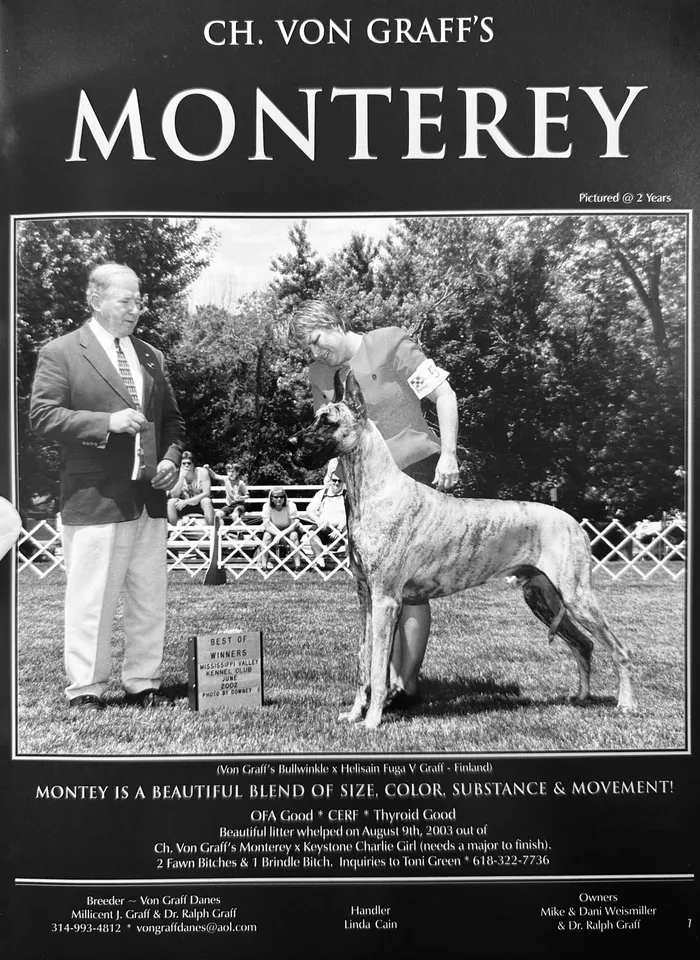 CH. VON GRAFF'S
MONTEREY
Pictured @ 2 Years
5
BEST OF
WINNERS
MISSISSIPPI VALLEY
KENNEL CLUB
JUNE
2002
PHOTO BY DOWNEY
(Von Graff's Bullwinkle x Helisain Fuga V Graff - Finland)
MONTEY IS A BEAUTIFUL BLEND OF SIZE, COLOR, SUBSTANCE & MOVEMENT!
OFA Good * CERF * Thyroid Good
Beautiful litter whelped on August 9th, 2003 out of
Ch. Von Graff's Monterey x Keystone Charlie Girl (needs a major to finish).
2 Fawn Bitches & 1 Brindle Bitch. Inquiries to Toni Green * 618-322-7736
Breeder ~ Von Graff Danes
Millicent J. Graff & Dr. Ralph Graff
314-993-4812 * vongraffdanes@aol.com
Handler
Linda Cain
Owners
Mike & Dani Weismiller
& Dr. Ralph Graff
7